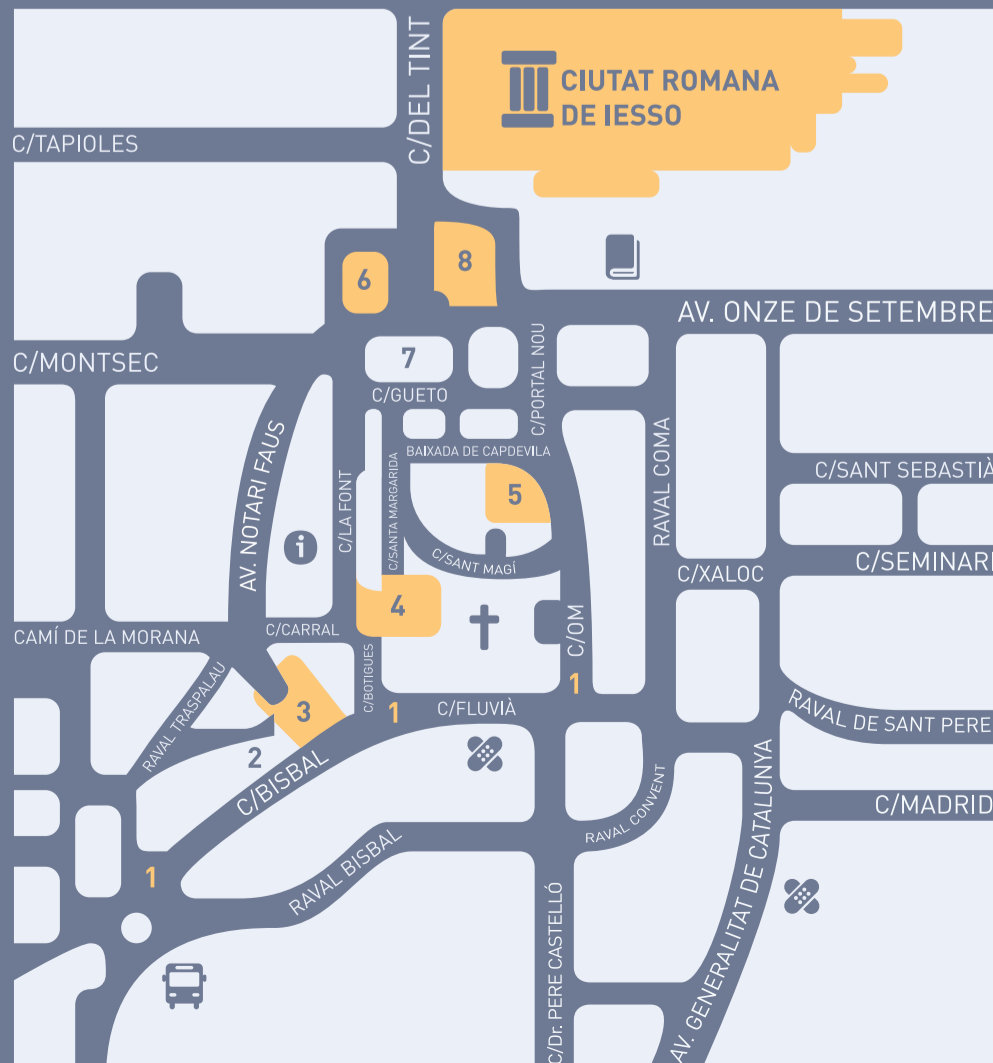 C/DEL TINT
CIUTAT ROMANA
DE IESSO
C/TAPIOLES
6
8
AV. ONZE DE SETEMBRE
C/MONTSEC
7
C/GUETO
C/PORTAL NOU
AV. NOTARI FAUS
C/LA FONT
C/SANTA MARGARIDA
BAIXADA DE CAPDEVILA
RAVAL COMA
C/SANT SEBASTIÀ
5
i
C/SANT MAGÍ
C/XALOC
C/SEMINARI
4
CAMÍ DE LA MORANA
C/CARRAL
C/BOTIGUES
C/OM
RAVAL TRASPALAU
3
1
C/FLUVIÀ
1
RAVAL DE SANT PERE
2
C/BISBAL
RAVAL CONVENT
AV. GENERALITAT DE CATALUNYA
C/MADRID
1
RAVAL BISBAL
C/Dr. PERE CASTELLÓ